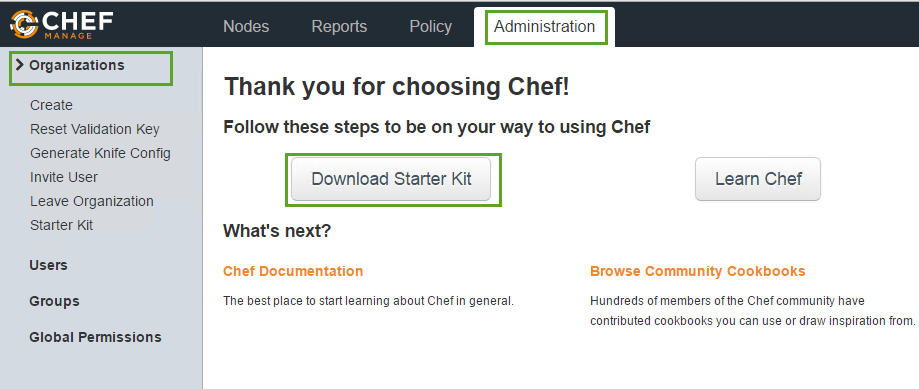 CHEF
MANAGE
Nodes
Reports
Policy
Administration
Organizations
Create
Reset Validation Key
Generate Knife Config
Invite User
Leave Organization
Starter Kit
Users
Groups
Global Permissions
Thank you for choosing Chef!
Follow these steps to be on your way to using Chef
Download Starter Kit
Learn Chef
What's next?
Chef Documentation
The best place to start learning about Chef in general.
Browse Community Cookbooks
Hundreds of members of the Chef community have
contributed cookbooks you can use or draw inspiration from.